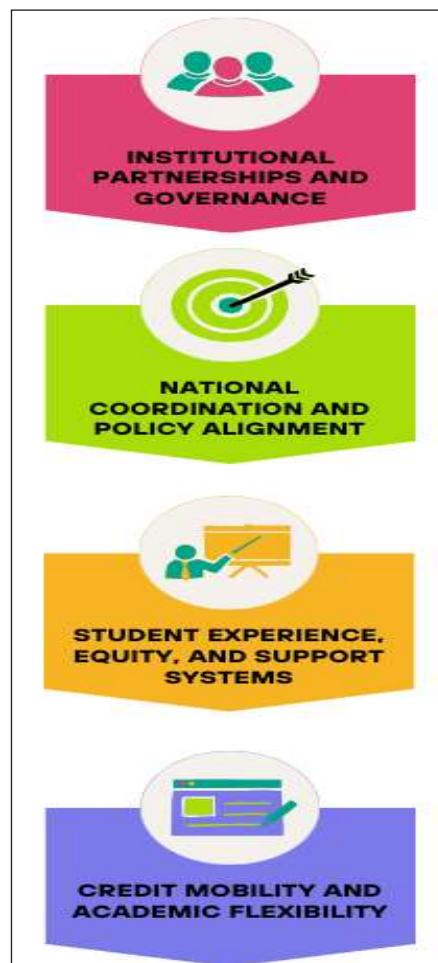 INSTITUTIONAL
PARTNERSHIPS AND
GOVERNANCE
NATIONAL
COORDINATION AND
POLICY ALIGNMENT
STUDENT EXPERIENCE,
EQUITY, AND SUPPORT
SYSTEMS
CREDIT MOBILITY AND
ACADEMIC FLEXIBILITY